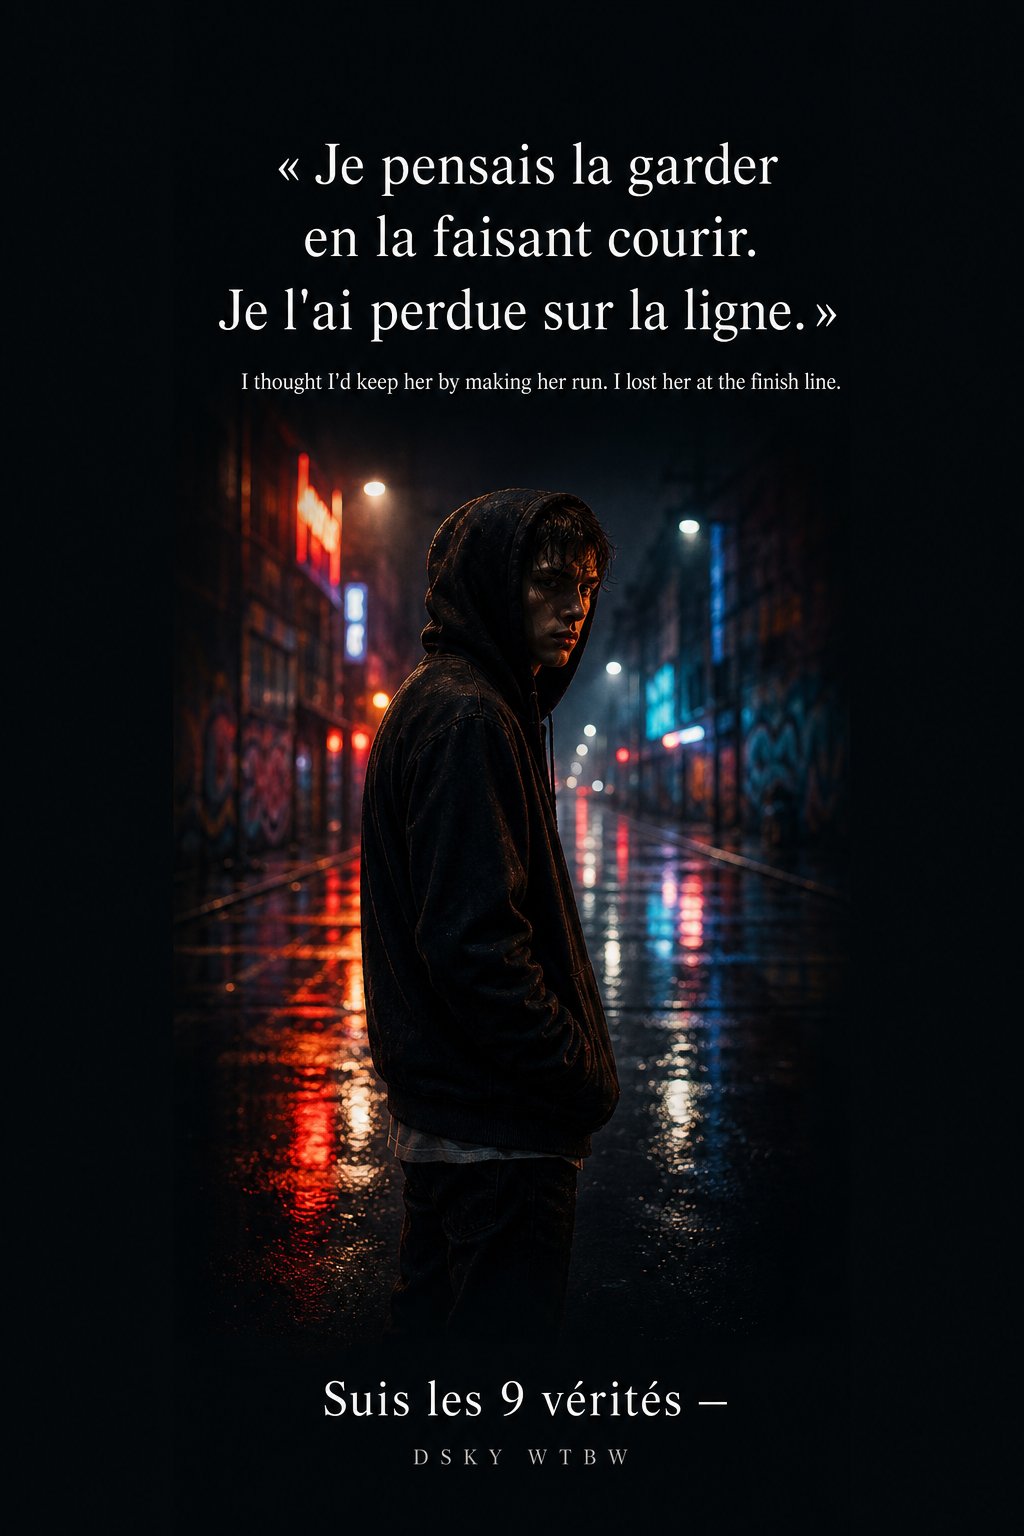 « Je pensais la garder
en la faisant courir.
Je l'ai perdue sur la ligne. »
I thought I’d keep her by making her run. I lost her at the finish line.
Suis les 9 vérités –
DSKY WTBW